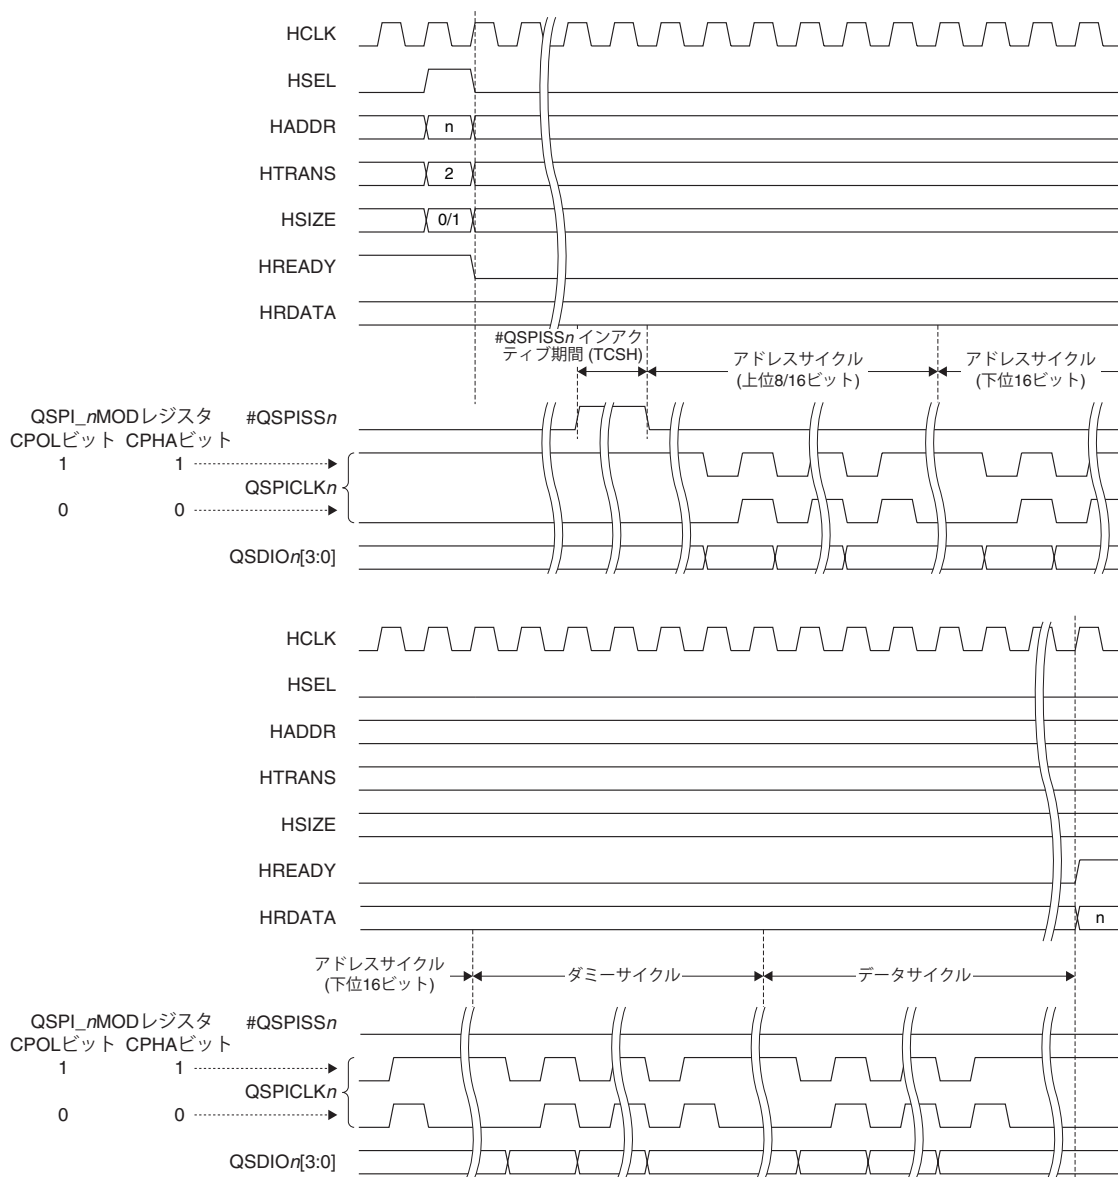 HCLK
HSEL
HADDR
n
HTRANS
2
HSIZE
0/1
HREADY
HRDATA
#QSPISSn インアク
ティブ期間 (TCSH)
アドレスサイクル
(上位8/16ビット)
アドレスサイクル
(下位16ビット)
QSPI_nMODレジスタ
#QSPISSn
CPOLビット CPHAビット
1 1
QSPICLKn
0 0
QSDIOn[3:0]
HCLK
HSEL
HADDR
HTRANS
HSIZE
HREADY
HRDATA
n
アドレスサイクル
(下位16ビット)
ダミーサイクル
データサイクル
QSPI_nMODレジスタ
#QSPISSn
CPOLビット CPHAビット
1 1
QSPICLKn
0 0
QSDIOn[3:0]